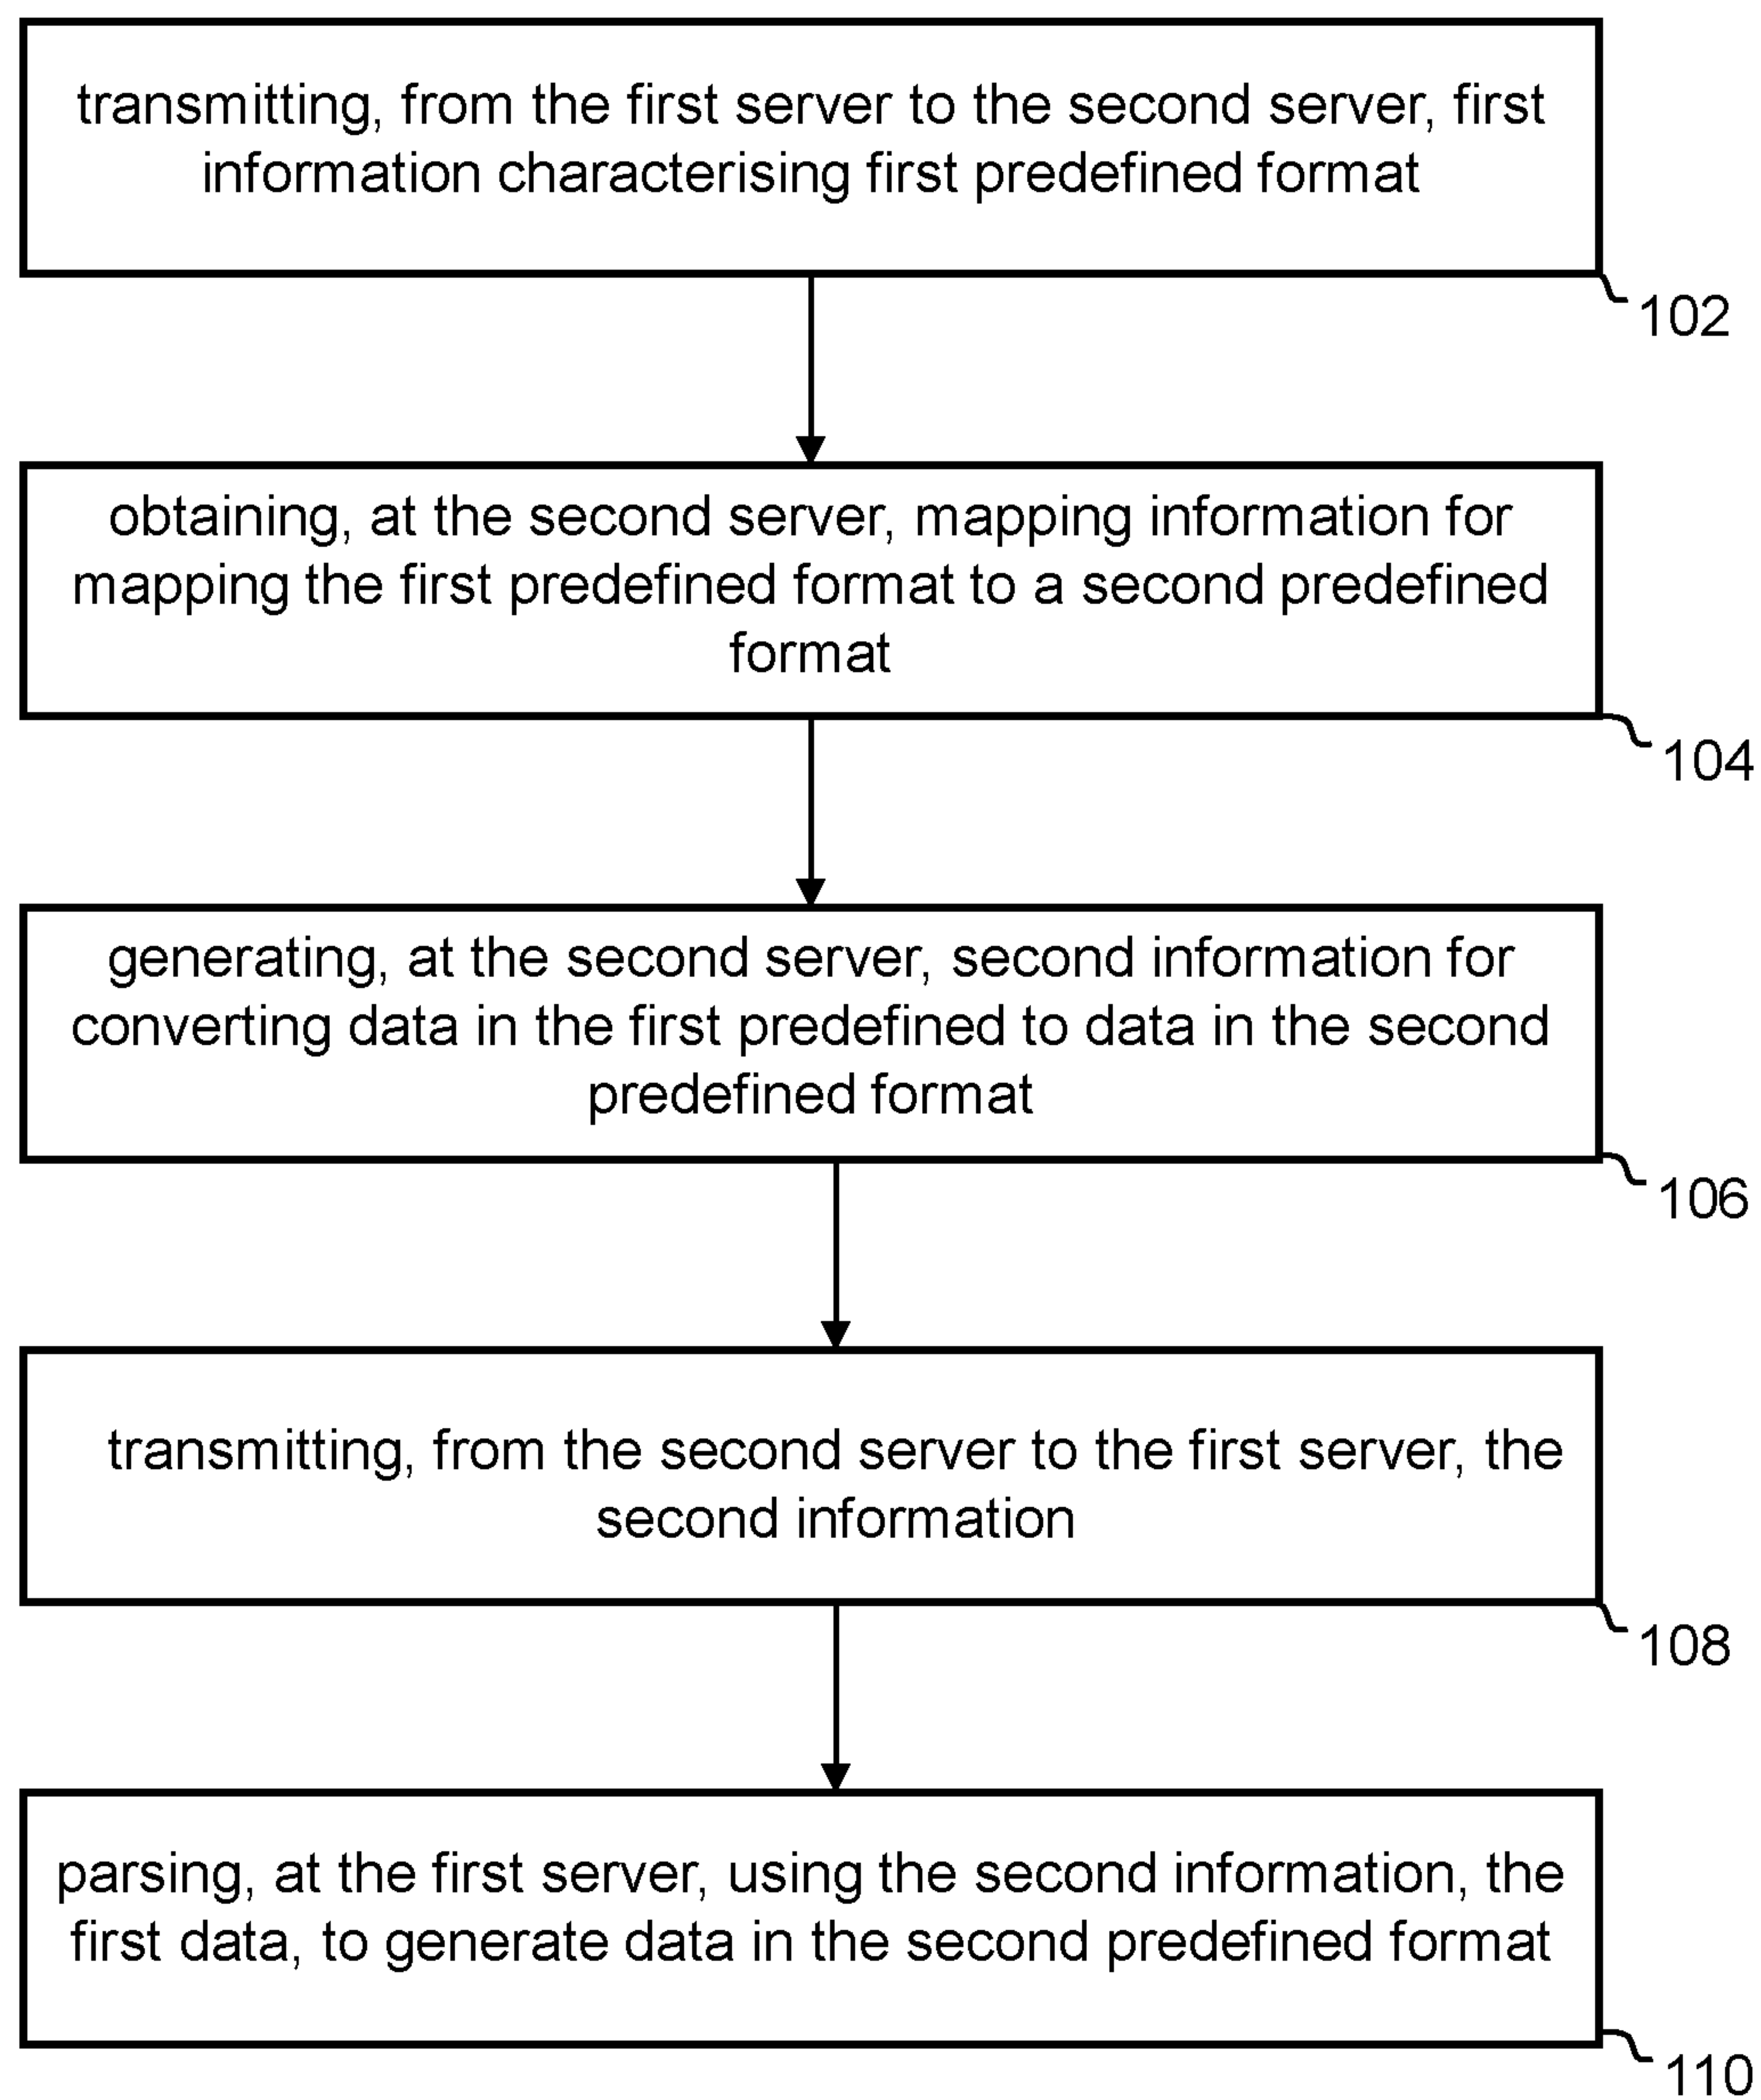 transmitting, from the first server to the second server, first
information characterising first predefined format
102
obtaining, at the second server, mapping information for
mapping the first predefined format to a second predefined
format
104
generating, at the second server, second information for
converting data in the first predefined to data in the second
predefined format
106
transmitting, from the second server to the first server, the
second information
108
parsing, at the first server, using the second information, the
first data, to generate data in the second predefined format
110